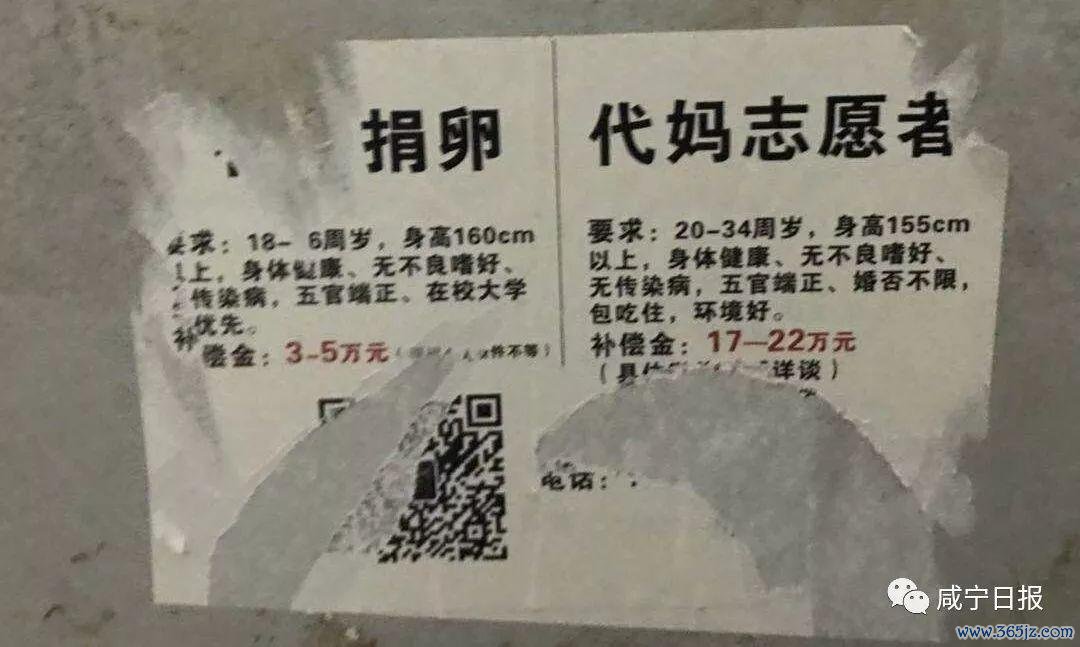 捐卵
求：18- 6周岁，身高160cm
上，身体健康、无不良嗜好、
传染病，五官端正、在校大学
优先。
补偿金：3-5万元（ 件不等）
代妈志愿者
要求：20-34周岁，身高155cm
以上，身体健康、无不良嗜好、
无传染病，五官端正、婚否不限，
包吃住，环境好。
补偿金：17—22万元
（具 详谈）
电话：
咸宁日报
www.365jz.com